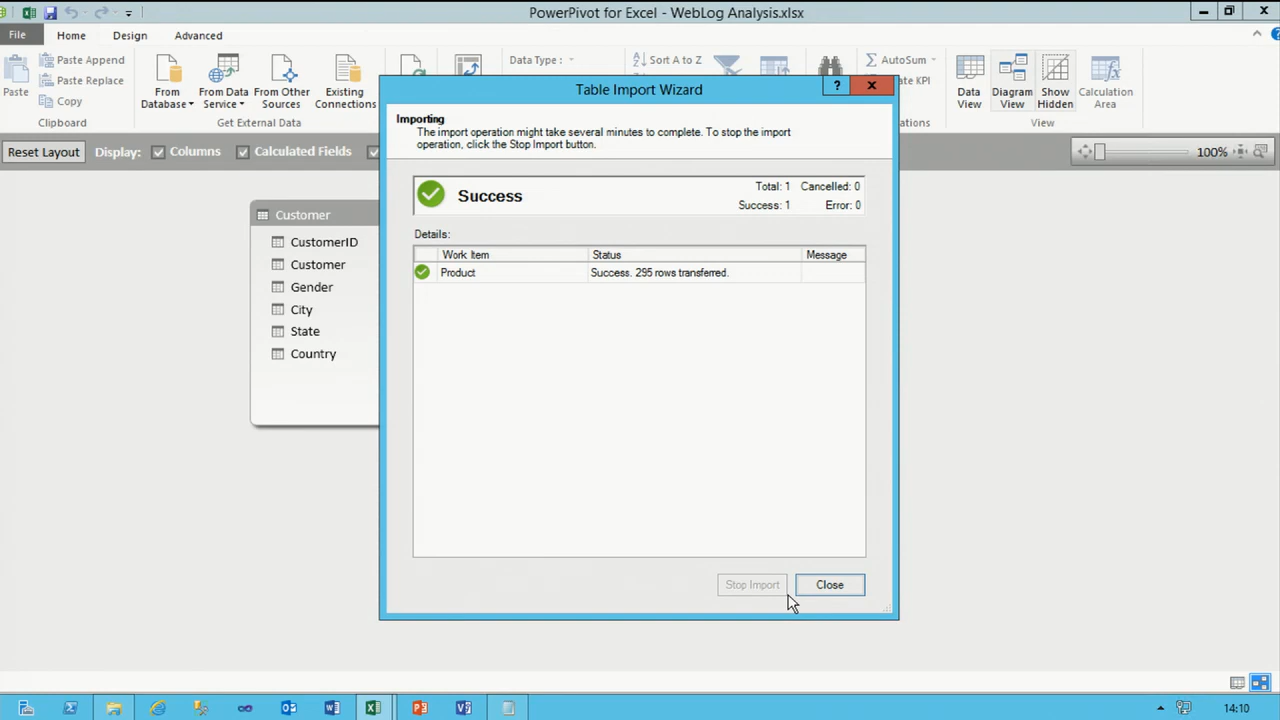 PowerPivot for Excel - WebLog Analysis.xlsx
File Home Design Advanced
Paste
Paste Append
Paste Replace
Copy
Clipboard
From Database
From Data Service
From Other Sources
Existing Connections
Get External Data
Data Type :
Sort A to Z
AutoSum
KPI
Data View
Diagram View
Show Hidden
Calculation Area
View
Reset Layout Display: Columns Calculated Fields
100%
Customer
CustomerID
Customer
Gender
City
State
Country
Table Import Wizard
?
Importing
The import operation might take several minutes to complete. To stop the import
operation, click the Stop Import button.
Success
Total: 1 Cancelled: 0
Success: 1 Error: 0
Details:
Work Item Status Message
Product Success. 295 rows transferred.
Stop Import Close
14:10